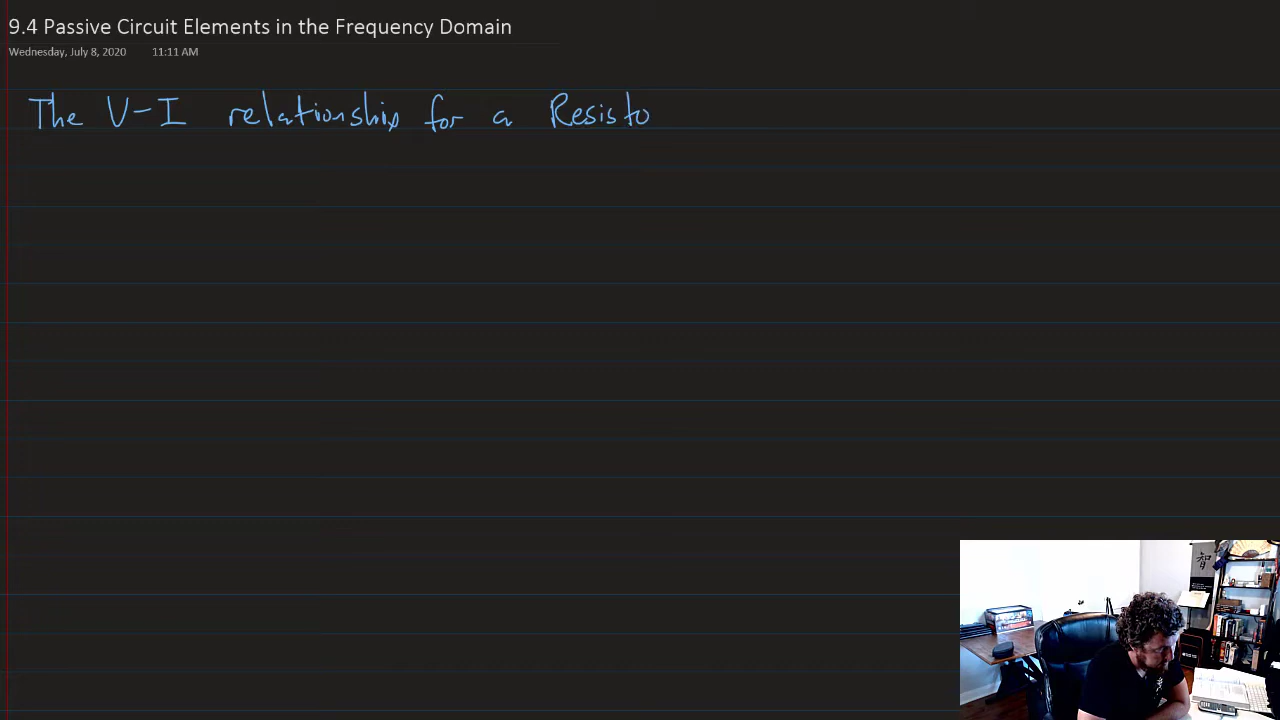 9.4 Passive Circuit Elements in the Frequency Domain
Wednesday, July 8, 2020 11:11 AM
The V-I relationship for a Resisto
智